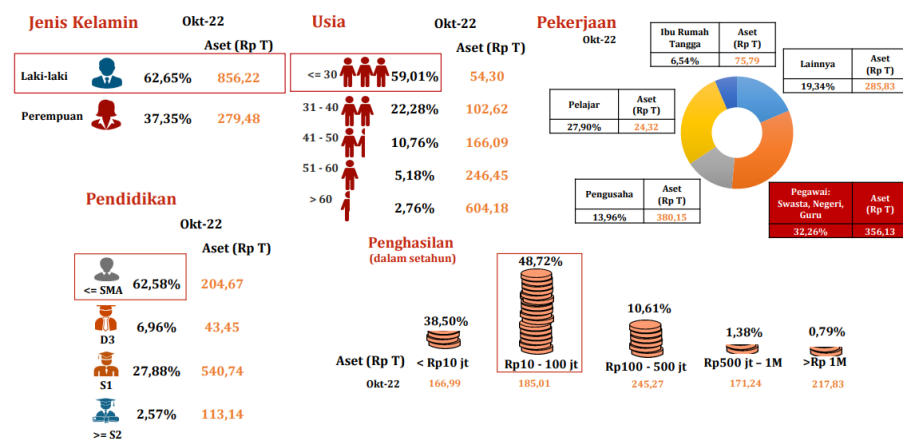 Jenis Kelamin
Okt-22
Aset (Rp T)
Laki-laki 62,65% 856,22
Perempuan 37,35% 279,48
Usia
Okt-22
Aset (Rp T)
<= 30 59,01% 54,30
31 - 40 22,28% 102,62
41 - 50 10,76% 166,09
51 - 60 5,18% 246,45
> 60 2,76% 604,18
Pekerjaan
Okt-22
Ibu Rumah
Tangga
Aset
(Rp T)
6,54% 75,79
Lainnya
Aset
(Rp T)
19,34% 285,83
Pelajar
Aset
(Rp T)
27,90% 24,32
Pengusaha
Aset
(Rp T)
13,96% 380,15
Pegawai:
Swasta, Negeri,
Guru
Aset
(Rp T)
32,26% 356,13
Pendidikan
Okt-22
Aset (Rp T)
<= SMA 62,58% 204,67
D3 6,96% 43,45
S1 27,88% 540,74
>= S2 2,57% 113,14
Penghasilan
(dalam setahun)
38,50% 48,72% 10,61% 1,38% 0,79%
Aset (Rp T) < Rp10 jt Rp10 - 100 jt Rp100 - 500 jt Rp500 jt – 1M >Rp 1M
Okt-22 166,99 185,01 245,27 171,24 217,83